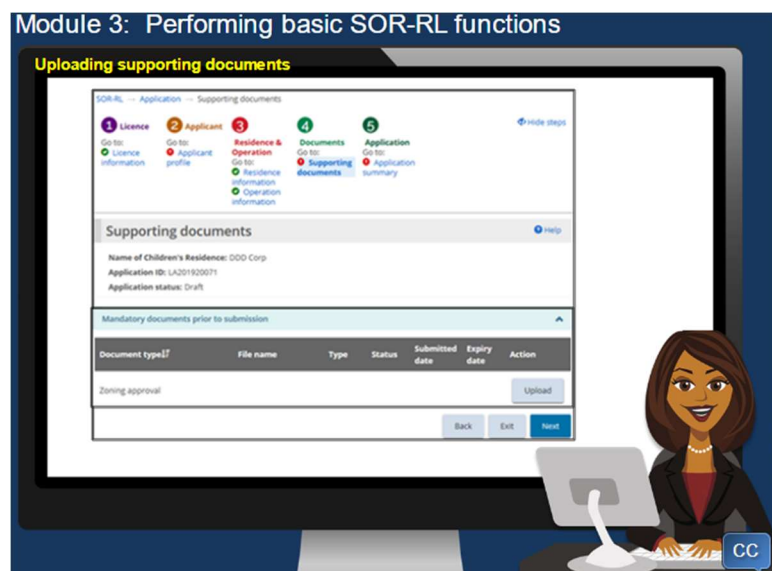 Module 3: Performing basic SOR-RL functions
Uploading supporting documents
SOR-RL → Application → Supporting documents
1 Licence
Go to:
Licence
information
2 Applicant
Go to:
Applicant
profile
3
Residence &
Operation
Go to:
Residence
information
Operation
information
4
Documents
Go to:
Supporting
documents
5
Application
Go to:
Application
summary
Hide steps
Supporting documents
Help
Name of Children's Residence: DDD Corp
Application ID: LA201920071
Application status: Draft
Mandatory documents prior to submission
Document type File name Type Status Submitted date Expiry date Action
Zoning approval Upload
Back Exit Next
CC